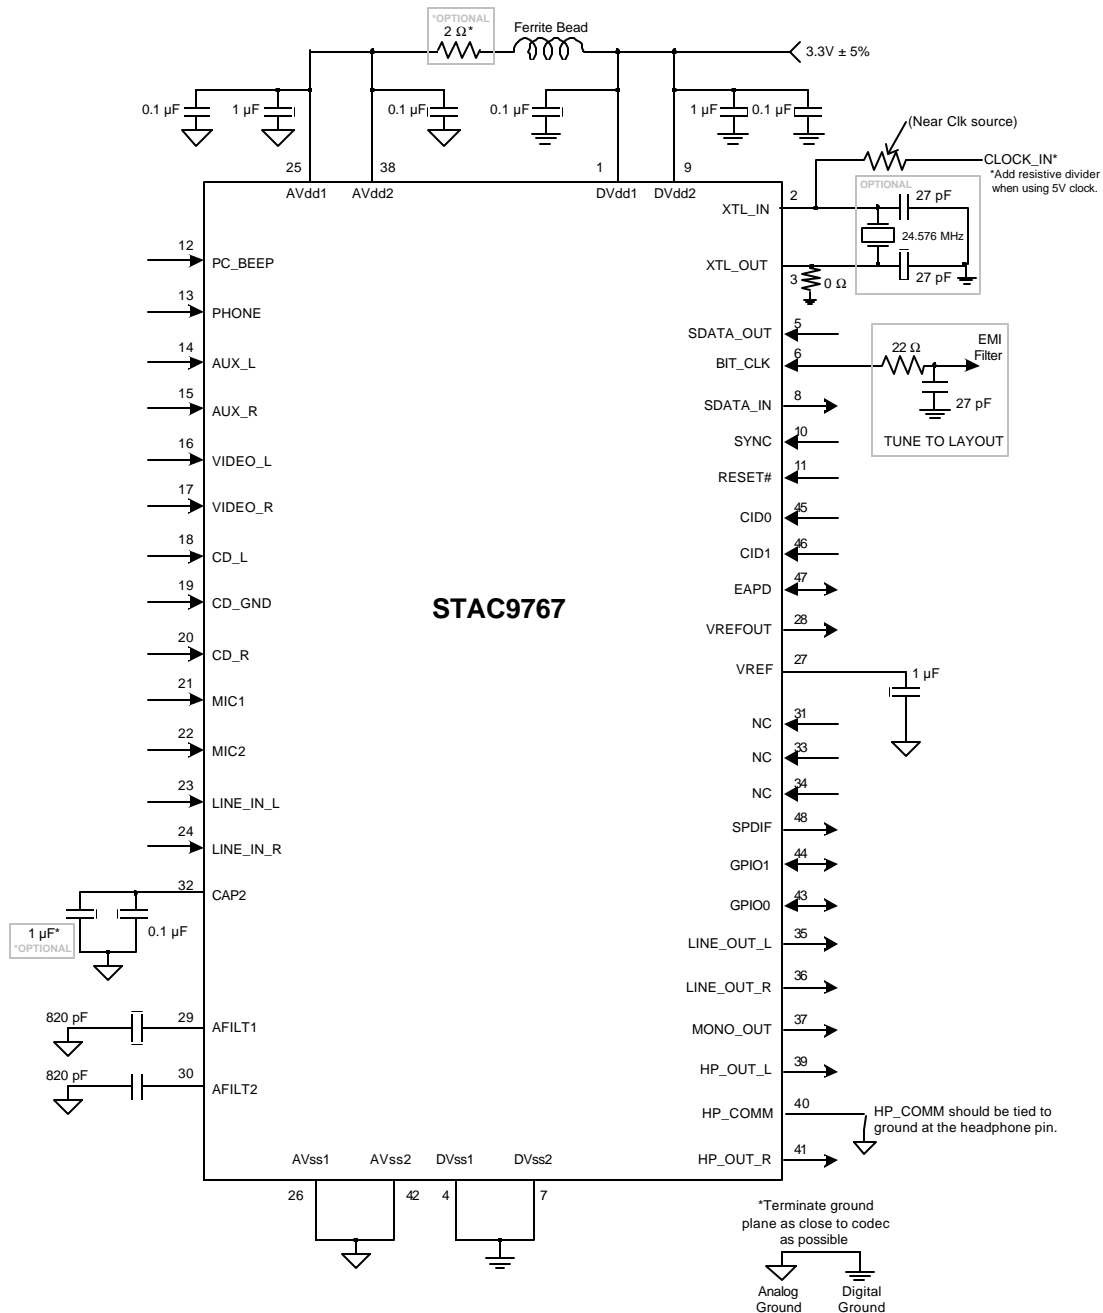 *OPTIONAL
2 Ω*
Ferrite Bead
3.3V ± 5%
0.1 µF
1 µF
0.1 µF
0.1 µF
1 µF
0.1 µF
(Near Clk source)
CLOCK_IN*
*Add resistive divider
when using 5V clock.
25
38
1
9
AVdd1
AVdd2
DVdd1
DVdd2
2
XTL_IN
OPTIONAL
27 pF
24.576 MHz
27 pF
XTL_OUT
3
0 Ω
12
PC_BEEP
13
PHONE
14
AUX_L
15
AUX_R
16
VIDEO_L
17
VIDEO_R
18
CD_L
19
CD_GND
20
CD_R
21
MIC1
22
MIC2
23
LINE_IN_L
24
LINE_IN_R
32
CAP2
1 µF*
*OPTIONAL
0.1 µF
820 pF
29
AFILT1
820 pF
30
AFILT2
STAC9767
5
SDATA_OUT
6
BIT_CLK
22 Ω
EMI
Filter
27 pF
TUNE TO LAYOUT
8
SDATA_IN
10
SYNC
11
RESET#
45
CID0
46
CID1
47
EAPD
28
VREFOUT
27
VREF
1 µF
31
NC
33
NC
34
NC
48
SPDIF
44
GPIO1
43
GPIO0
35
LINE_OUT_L
36
LINE_OUT_R
37
MONO_OUT
39
HP_OUT_L
40
HP_COMM
HP_COMM should be tied to
ground at the headphone pin.
41
HP_OUT_R
AVss1
AVss2
DVss1
DVss2
26
42
4
7
*Terminate ground
plane as close to codec
as possible
Analog
Ground
Digital
Ground